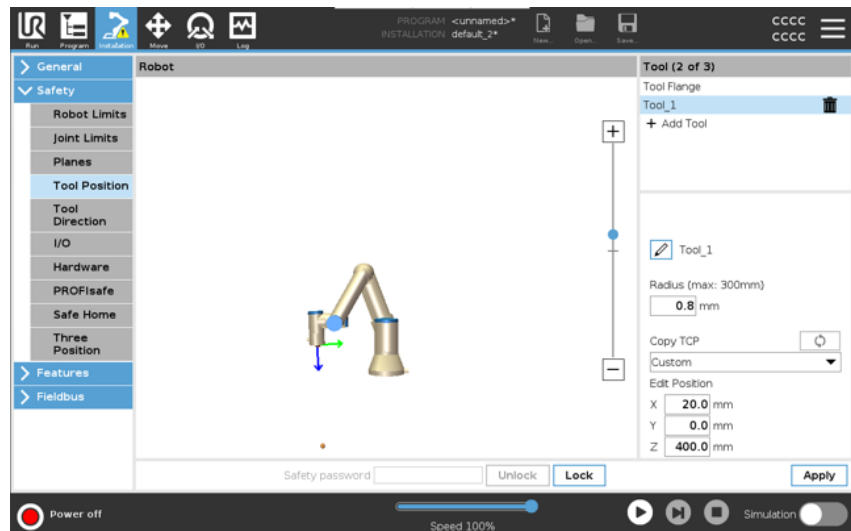 PROGRAM <unnamed>*
INSTALLATION default_2*
CCCC
CCCC
Run
Program
Installation
Move
I/O
Log
New...
Open...
Save...
General
Safety
Robot Limits
Joint Limits
Planes
Tool Position
Tool
Direction
I/O
Hardware
PROFIsafe
Safe Home
Three
Position
Features
Fieldbus
Robot
Tool (2 of 3)
Tool Flange
Tool_1
+ Add Tool
Tool_1
Radius (max: 300mm)
0.8 mm
Copy TCP
Custom
Edit Position
X 20.0 mm
Y 0.0 mm
Z 400.0 mm
Safety password
Unlock
Lock
Apply
Power off
Speed 100%
Simulation